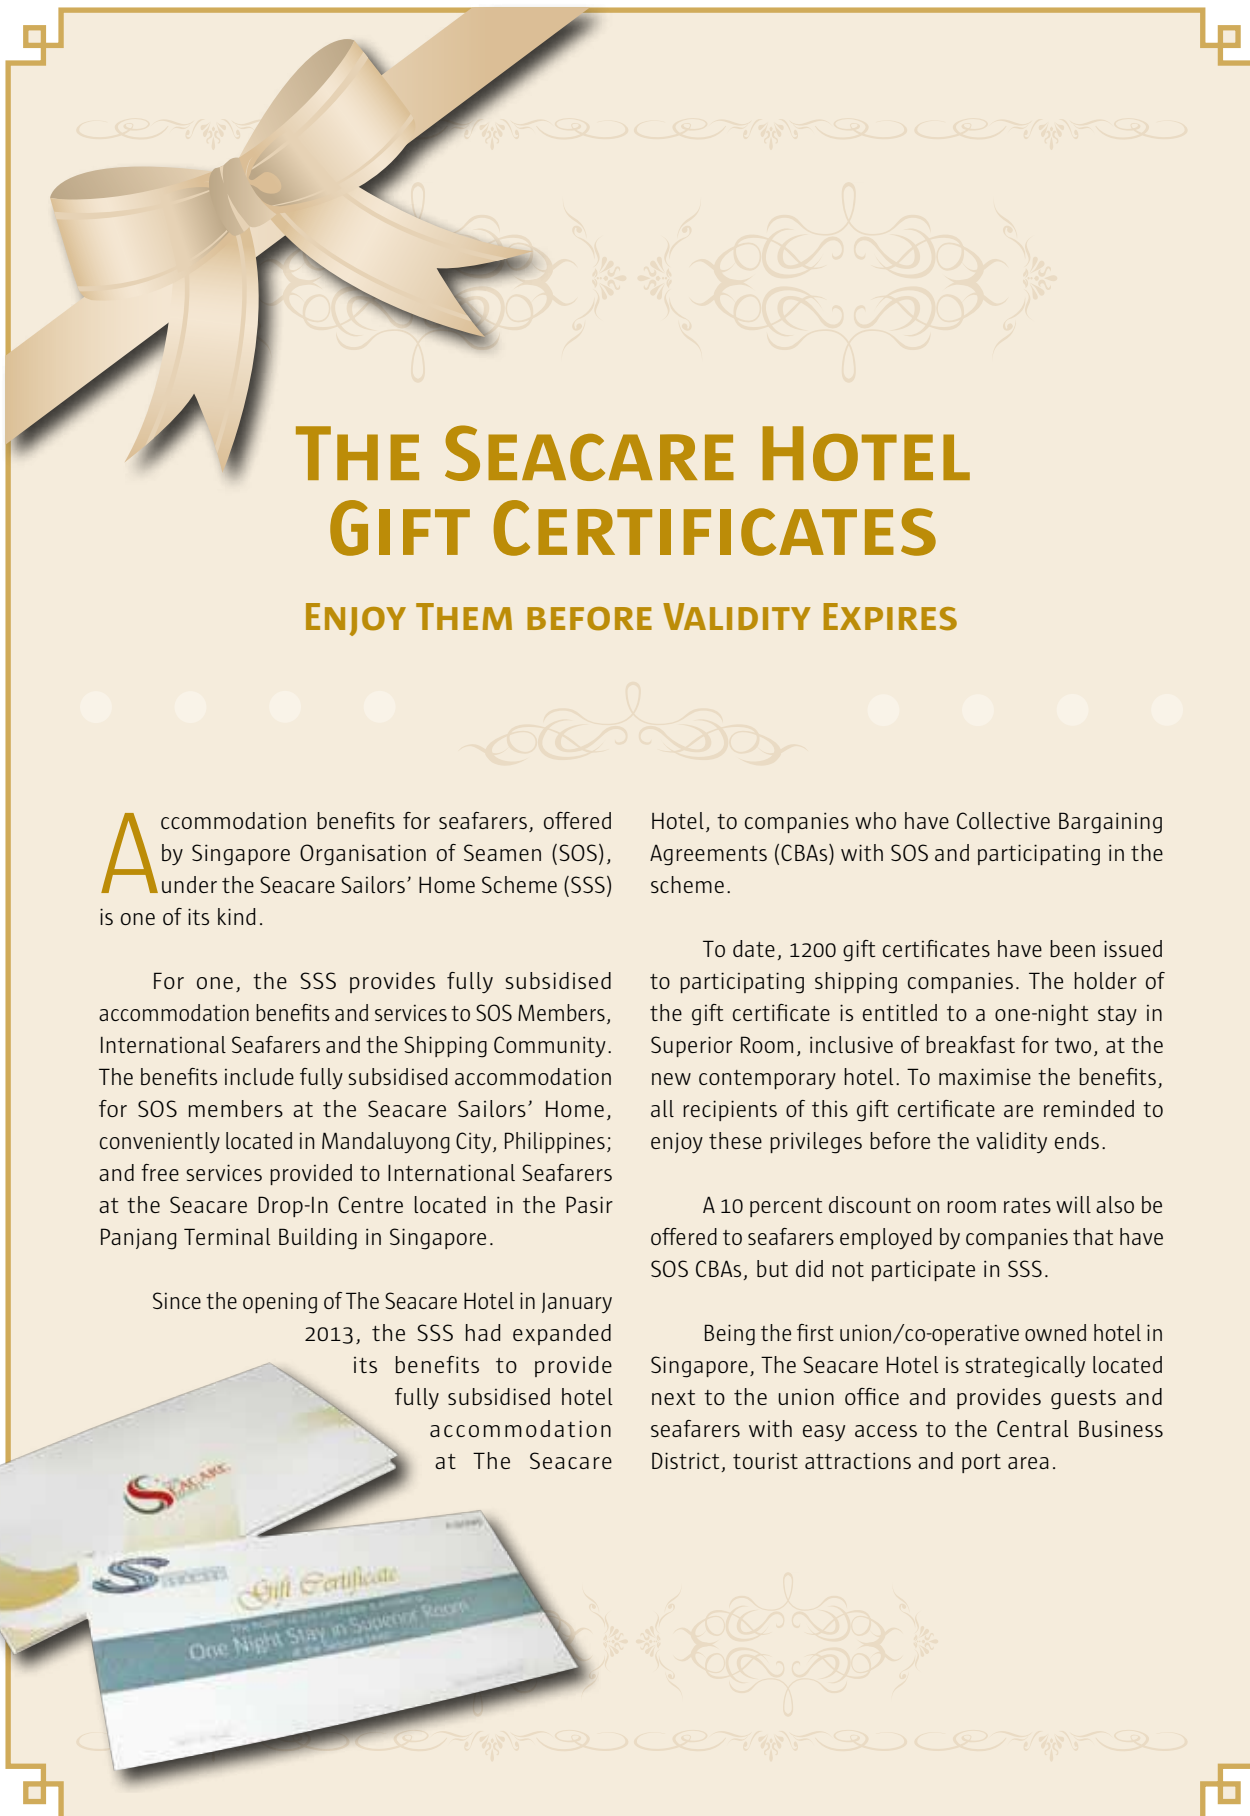 The Seacare Hotel
Gift Certificates
Enjoy Them before Validity Expires
Accommodation benefits for seafarers, offered
by Singapore Organisation of Seamen (SOS),
under the Seacare Sailors’ Home Scheme (SSS)
is one of its kind.
For one, the SSS provides fully subsidised
accommodation benefits and services to SOS Members,
International Seafarers and the Shipping Community.
The benefits include fully subsidised accommodation
for SOS members at the Seacare Sailors’ Home,
conveniently located in Mandaluyong City, Philippines;
and free services provided to International Seafarers
at the Seacare Drop-In Centre located in the Pasir
Panjang Terminal Building in Singapore.
Since the opening of The Seacare Hotel in January
2013, the SSS had expanded
its benefits to provide
fully subsidised hotel
accommodation
at The Seacare
Hotel, to companies who have Collective Bargaining
Agreements (CBAs) with SOS and participating in the
scheme.
To date, 1200 gift certificates have been issued
to participating shipping companies. The holder of
the gift certificate is entitled to a one-night stay in
Superior Room, inclusive of breakfast for two, at the
new contemporary hotel. To maximise the benefits,
all recipients of this gift certificate are reminded to
enjoy these privileges before the validity ends.
A 10 percent discount on room rates will also be
offered to seafarers employed by companies that have
SOS CBAs, but did not participate in SSS.
Being the first union/co-operative owned hotel in
Singapore, The Seacare Hotel is strategically located
next to the union office and provides guests and
seafarers with easy access to the Central Business
District, tourist attractions and port area.
SEACARE
Gift Certificate
One Night Stay in Superior Room